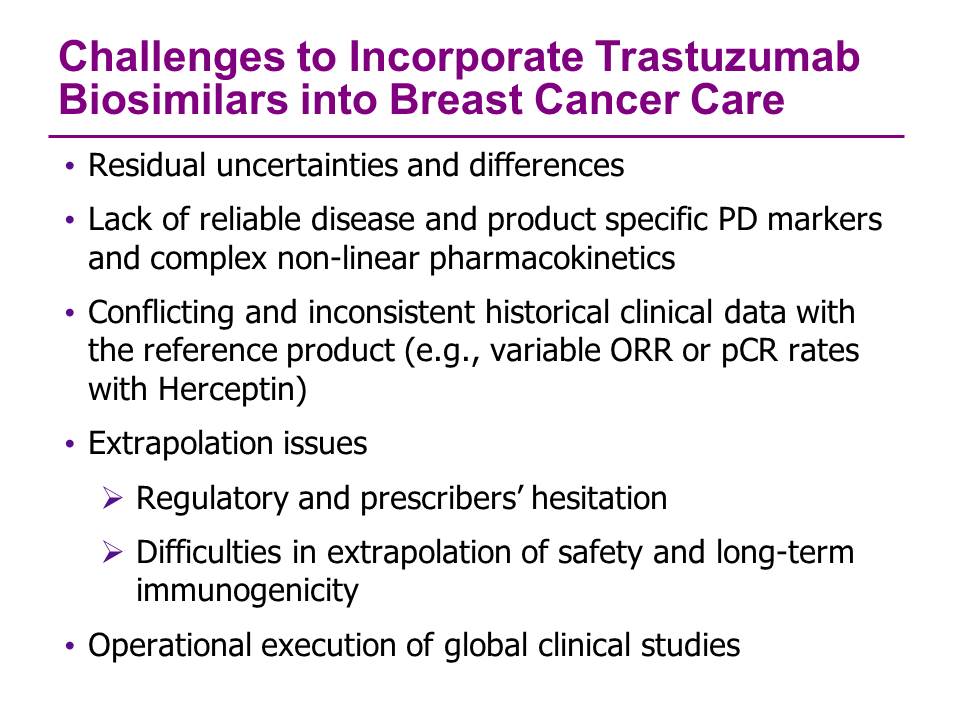 Challenges to Incorporate Trastuzumab
Biosimilars into Breast Cancer Care
• Residual uncertainties and differences
• Lack of reliable disease and product specific PD markers
and complex non-linear pharmacokinetics
• Conflicting and inconsistent historical clinical data with
the reference product (e.g., variable ORR or pCR rates
with Herceptin)
• Extrapolation issues
➢ Regulatory and prescribers’ hesitation
➢ Difficulties in extrapolation of safety and long-term
immunogenicity
• Operational execution of global clinical studies